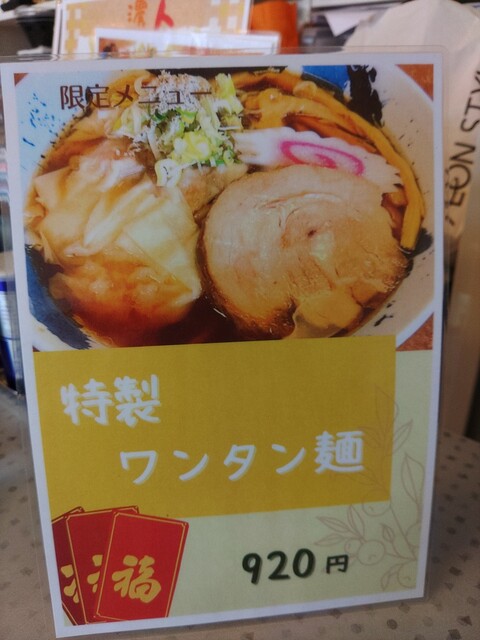 限定メニュー
特製
ワンタン麺
福
920円